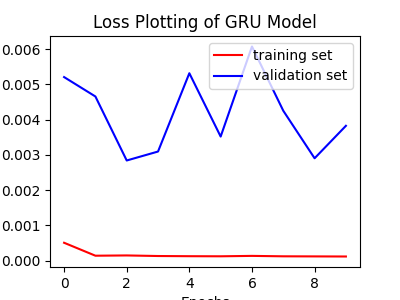 Loss Plotting of GRU Model
training set
validation set
0.006
0.005
0.004
0.003
0.002
0.001
0.000
0 2 4 6 8
Epochs